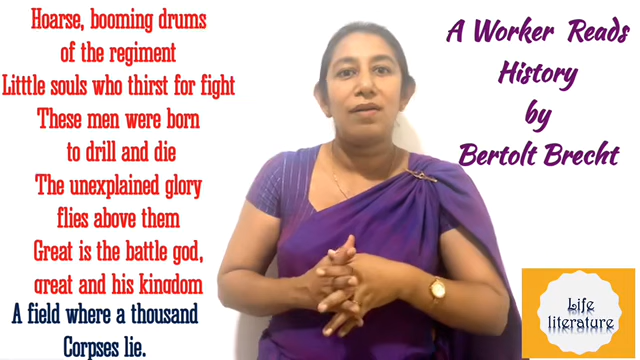 Hoarse, booming drums
of the regiment
Litttle souls who thirst for fight
These men were born
to drill and die
The unexplained glory
flies above them
Great is the battle god,
great and his kingdom
A field where a thousand
Corpses lie.
A Worker Reads
History
by
Bertolt Brecht
Life
literature